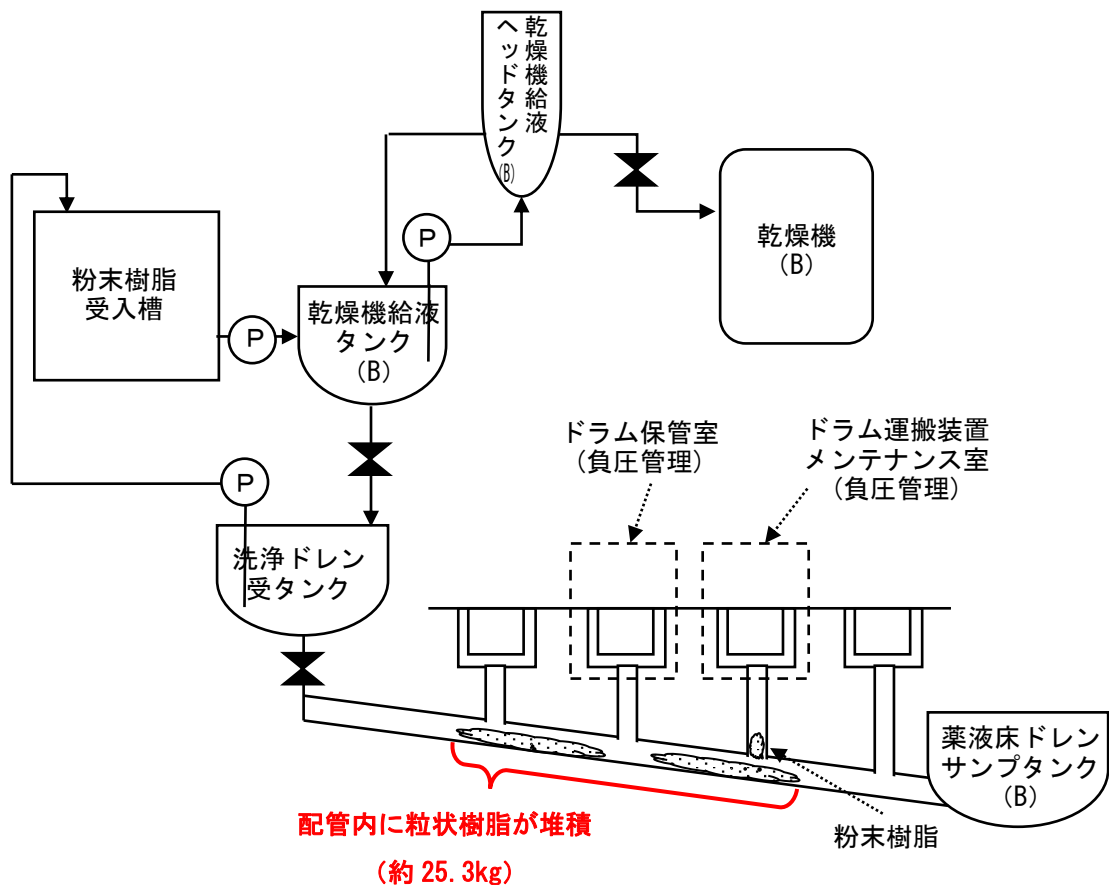 乾燥機給液
ヘッドタンク(B)
P
乾燥機
(B)
粉末樹脂
受入槽
P
乾燥機給液
タンク
(B)
ドラム保管室
(負圧管理)
ドラム運搬装置
メンテナンス室
(負圧管理)
P
洗浄ドレン
受タンク
薬液床ドレン
サンプタンク
(B)
粉末樹脂
配管内に粒状樹脂が堆積
(約 25.3kg)